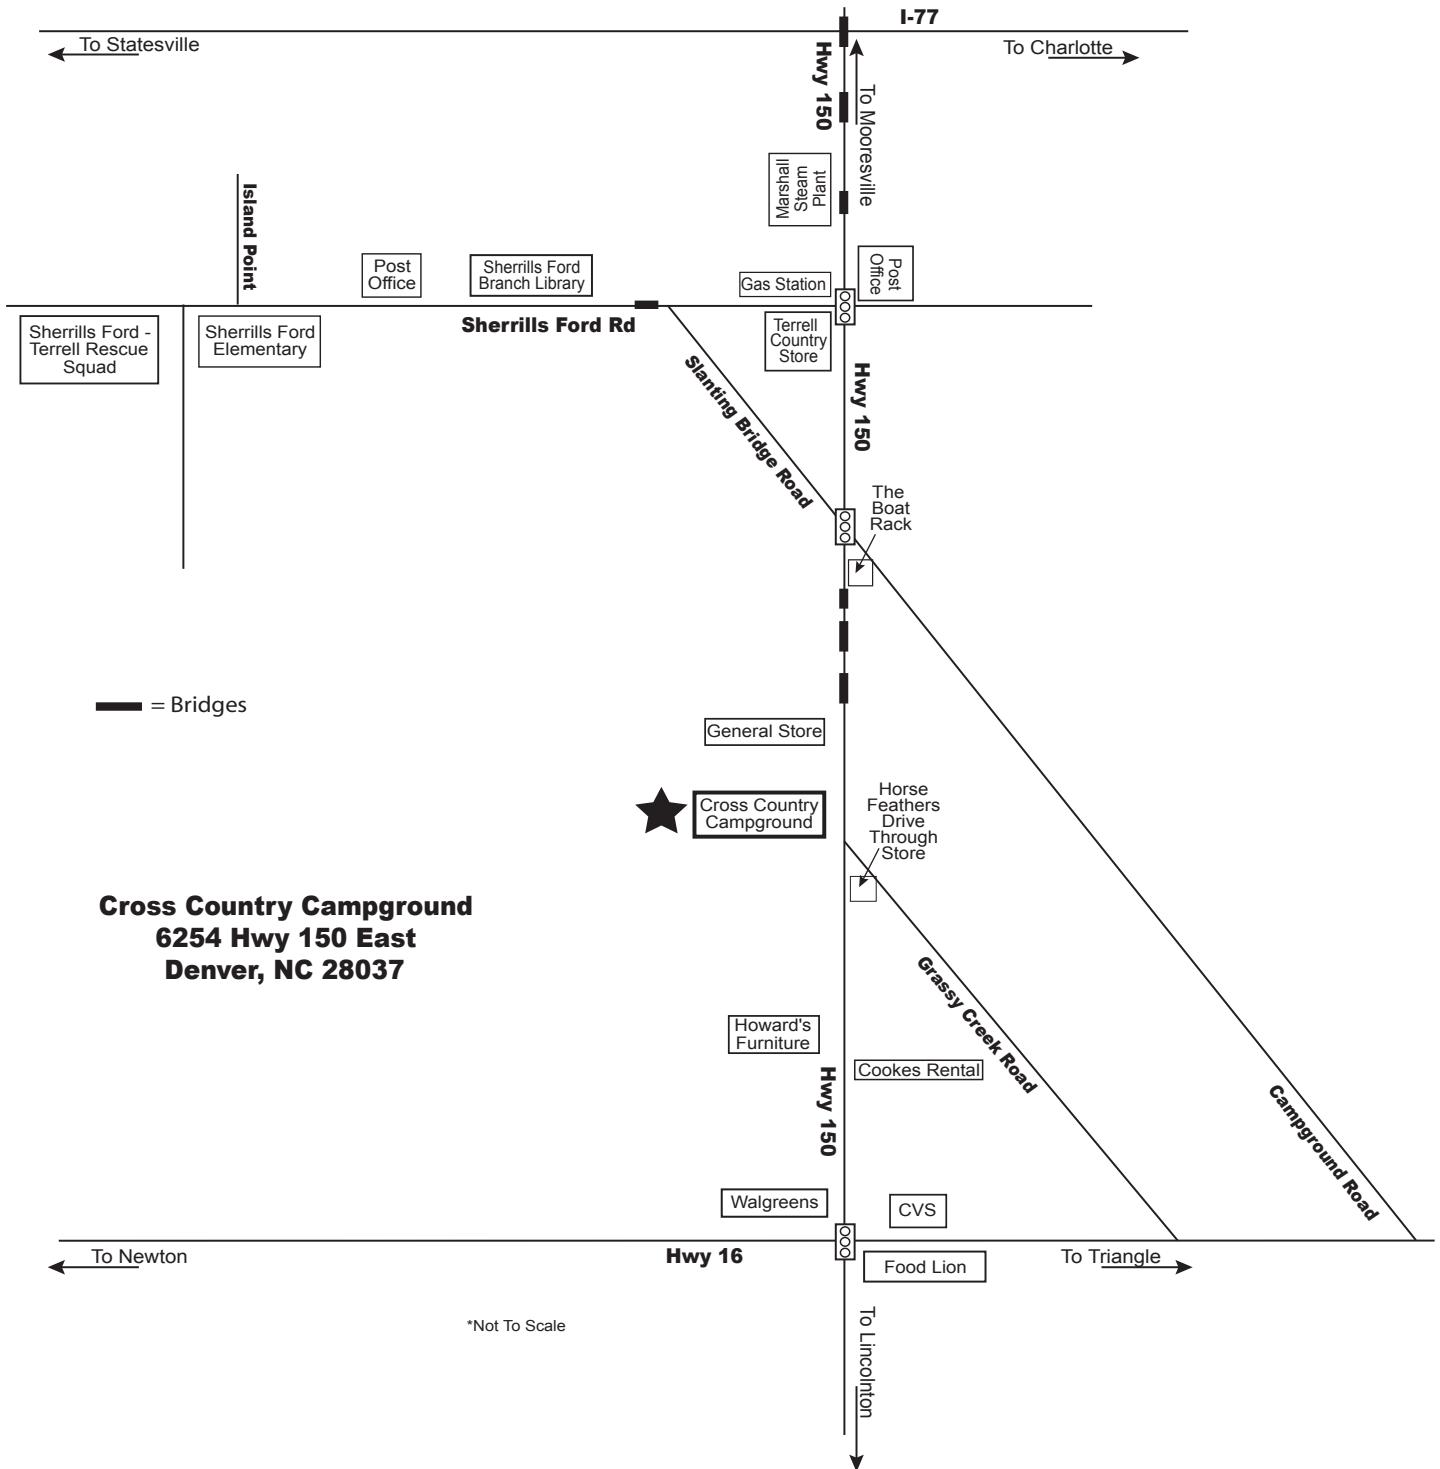 I-77
To Statesville
To Charlotte
Hwy 150
To Mooresville
Marshall
Steam
Plant
Island Point
Post
Office
Sherrills Ford
Branch Library
Gas Station
Post
Office
Sherrills Ford -
Terrell Rescue
Squad
Sherrills Ford
Elementary
Sherrills Ford Rd
Terrell
Country
Store
Slanting Bridge Road
Hwy 150
The
Boat
Rack
= Bridges
General Store
Cross Country
Campground
Horse
Feathers
Drive
Through
Store
Cross Country Campground
6254 Hwy 150 East
Denver, NC 28037
Grassy Creek Road
Howard's
Furniture
Cookes Rental
Hwy 150
Campground Road
Walgreens
CVS
To Newton
Hwy 16
Food Lion
To Triangle
*Not To Scale
To Lincolnton